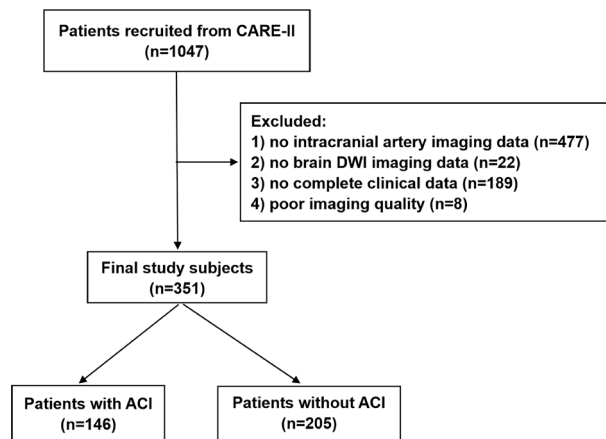 Patients recruited from CARE-II
(n=1047)
Excluded:
1) no intracranial artery imaging data (n=477)
2) no brain DWI imaging data (n=22)
3) no complete clinical data (n=189)
4) poor imaging quality (n=8)
Final study subjects
(n=351)
Patients with ACI
(n=146)
Patients without ACI
(n=205)